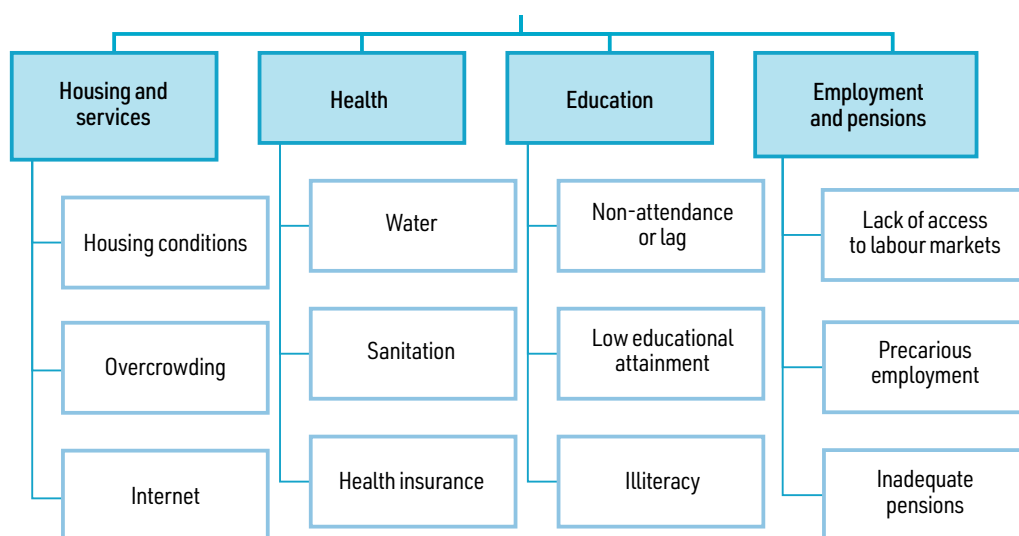 Housing and
services
Housing conditions
Overcrowding
Internet
Health
Water
Sanitation
Health insurance
Education
Non-attendance
or lag
Low educational
attainment
Illiteracy
Employment
and pensions
Lack of access
to labour markets
Precarious
employment
Inadequate
pensions